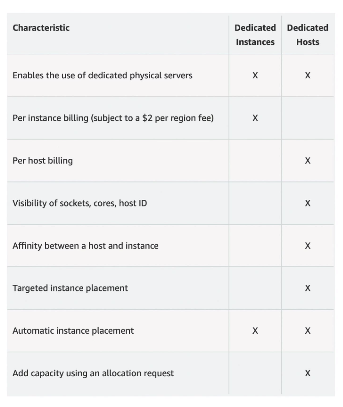 Characteristic Dedicated Instances Dedicated Hosts
Enables the use of dedicated physical servers X X
Per instance billing (subject to a $2 per region fee) X
Per host billing X
Visibility of sockets, cores, host ID X
Affinity between a host and instance X
Targeted instance placement X
Automatic instance placement X X
Add capacity using an allocation request X